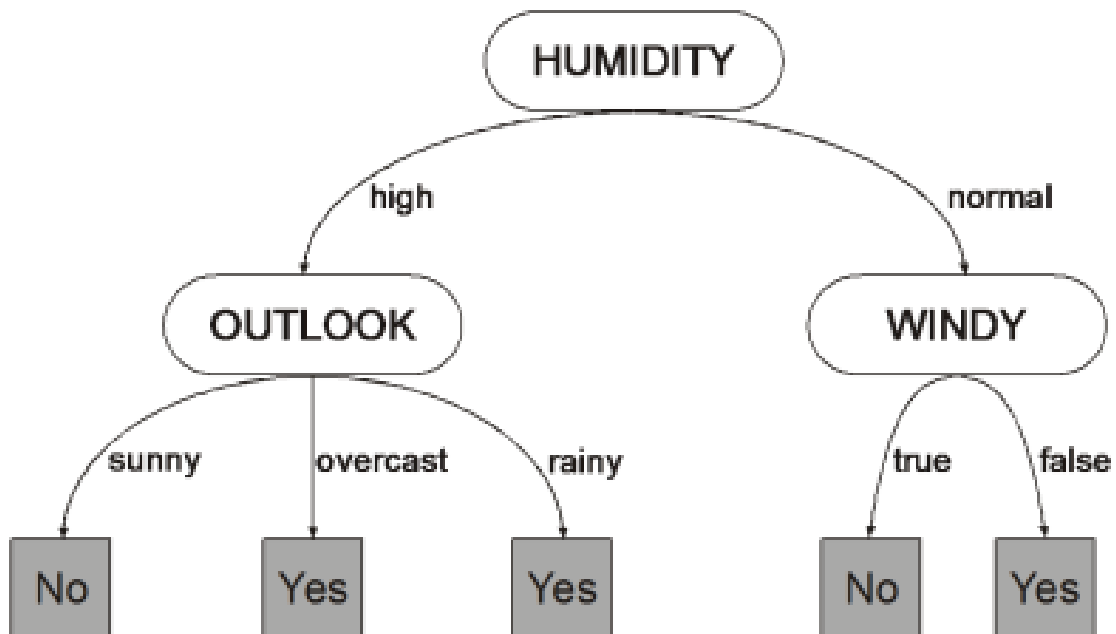 HUMIDITY
high normal
OUTLOOK WINDY
sunny overcast rainy true false
No Yes Yes No Yes